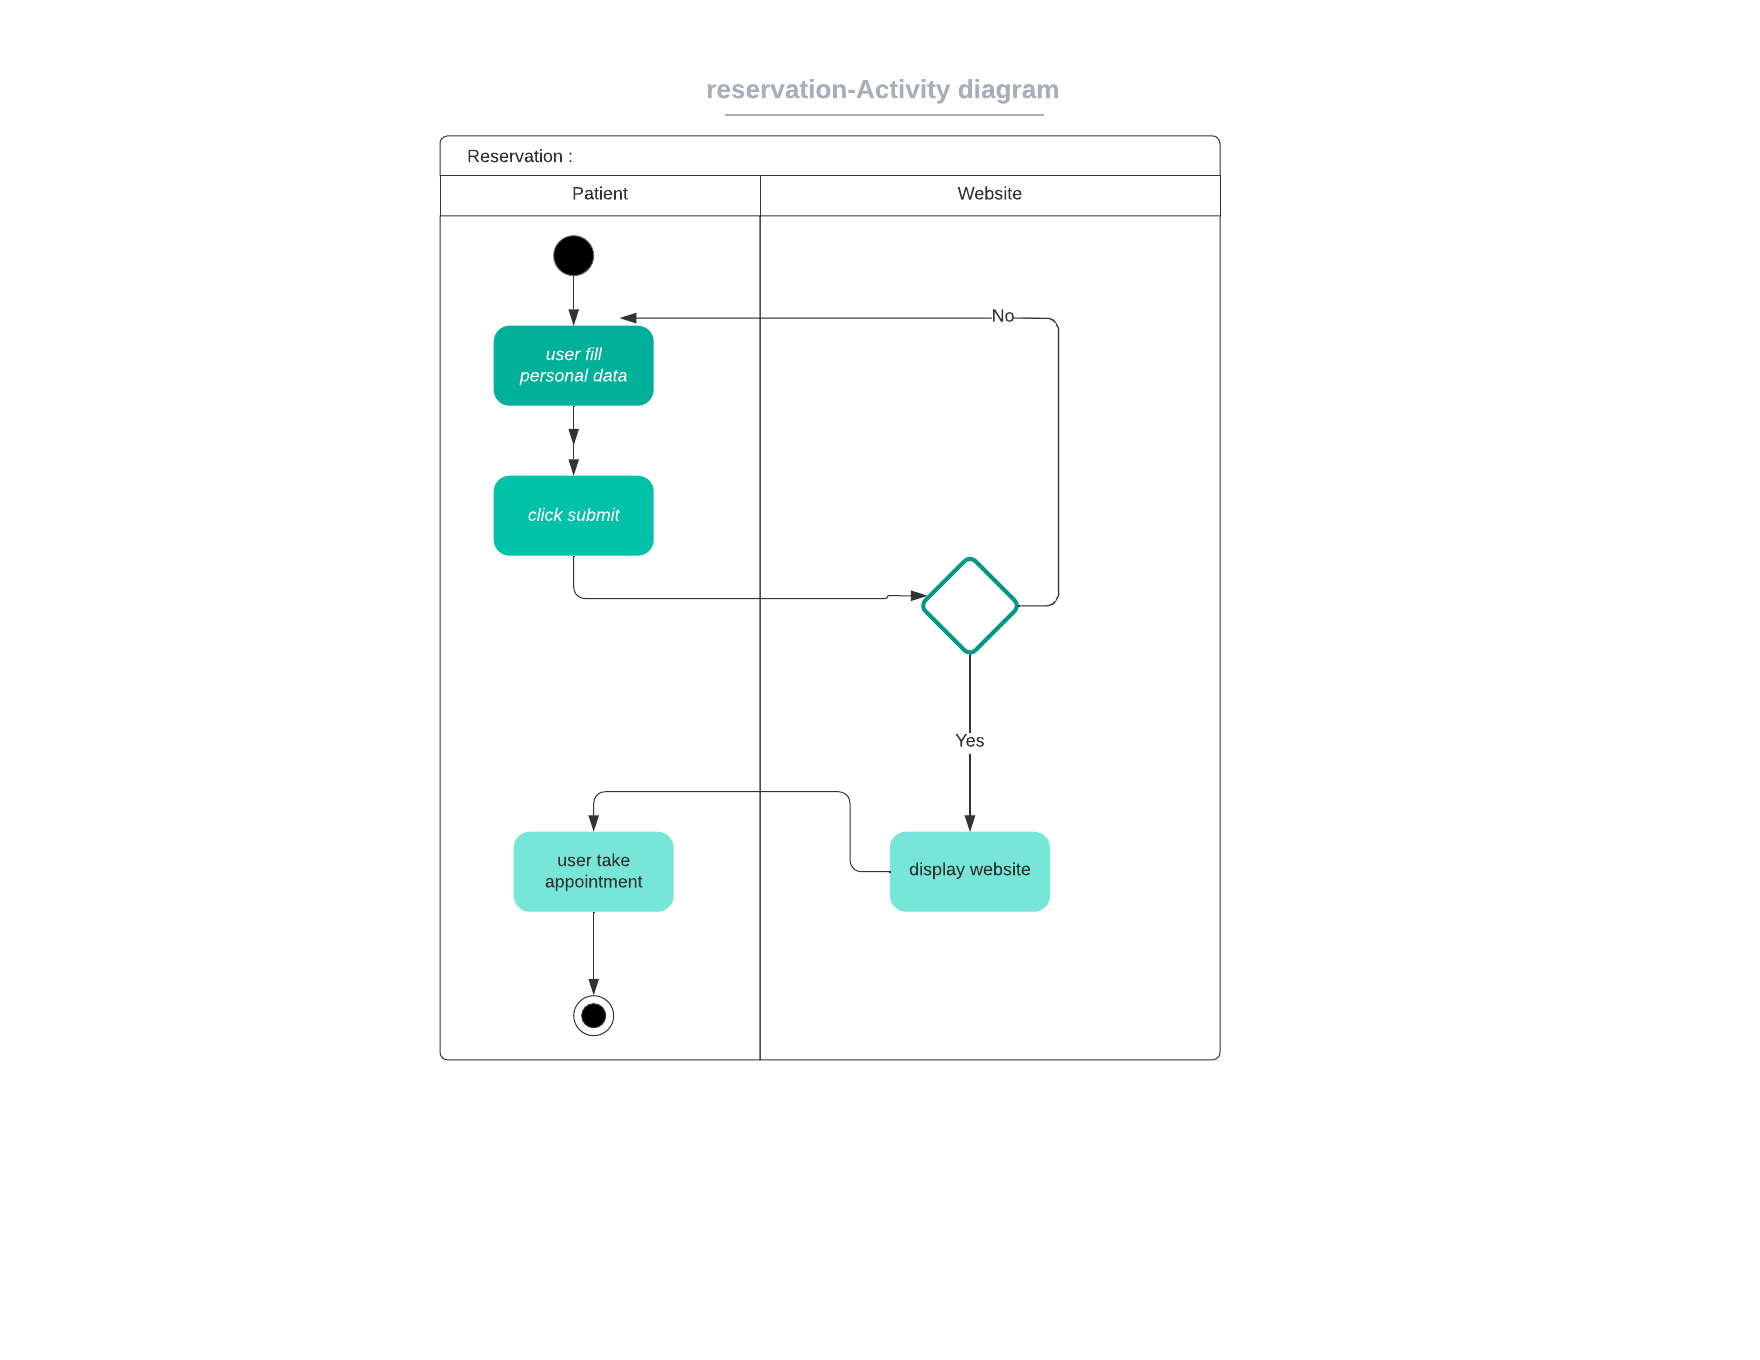 reservation-Activity diagram
Reservation :
Patient
Website
No
user fill
personal data
click submit
Yes
user take
appointment
display website